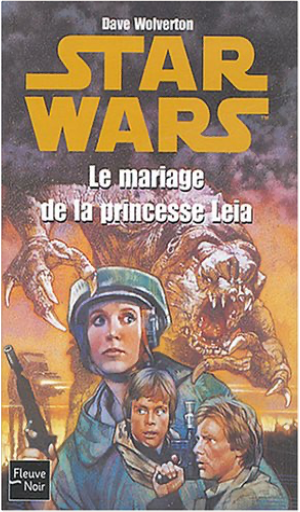 Dave Wolverton
STAR
WARS
Le mariage
de la princesse Leia
Fleuve
Noir